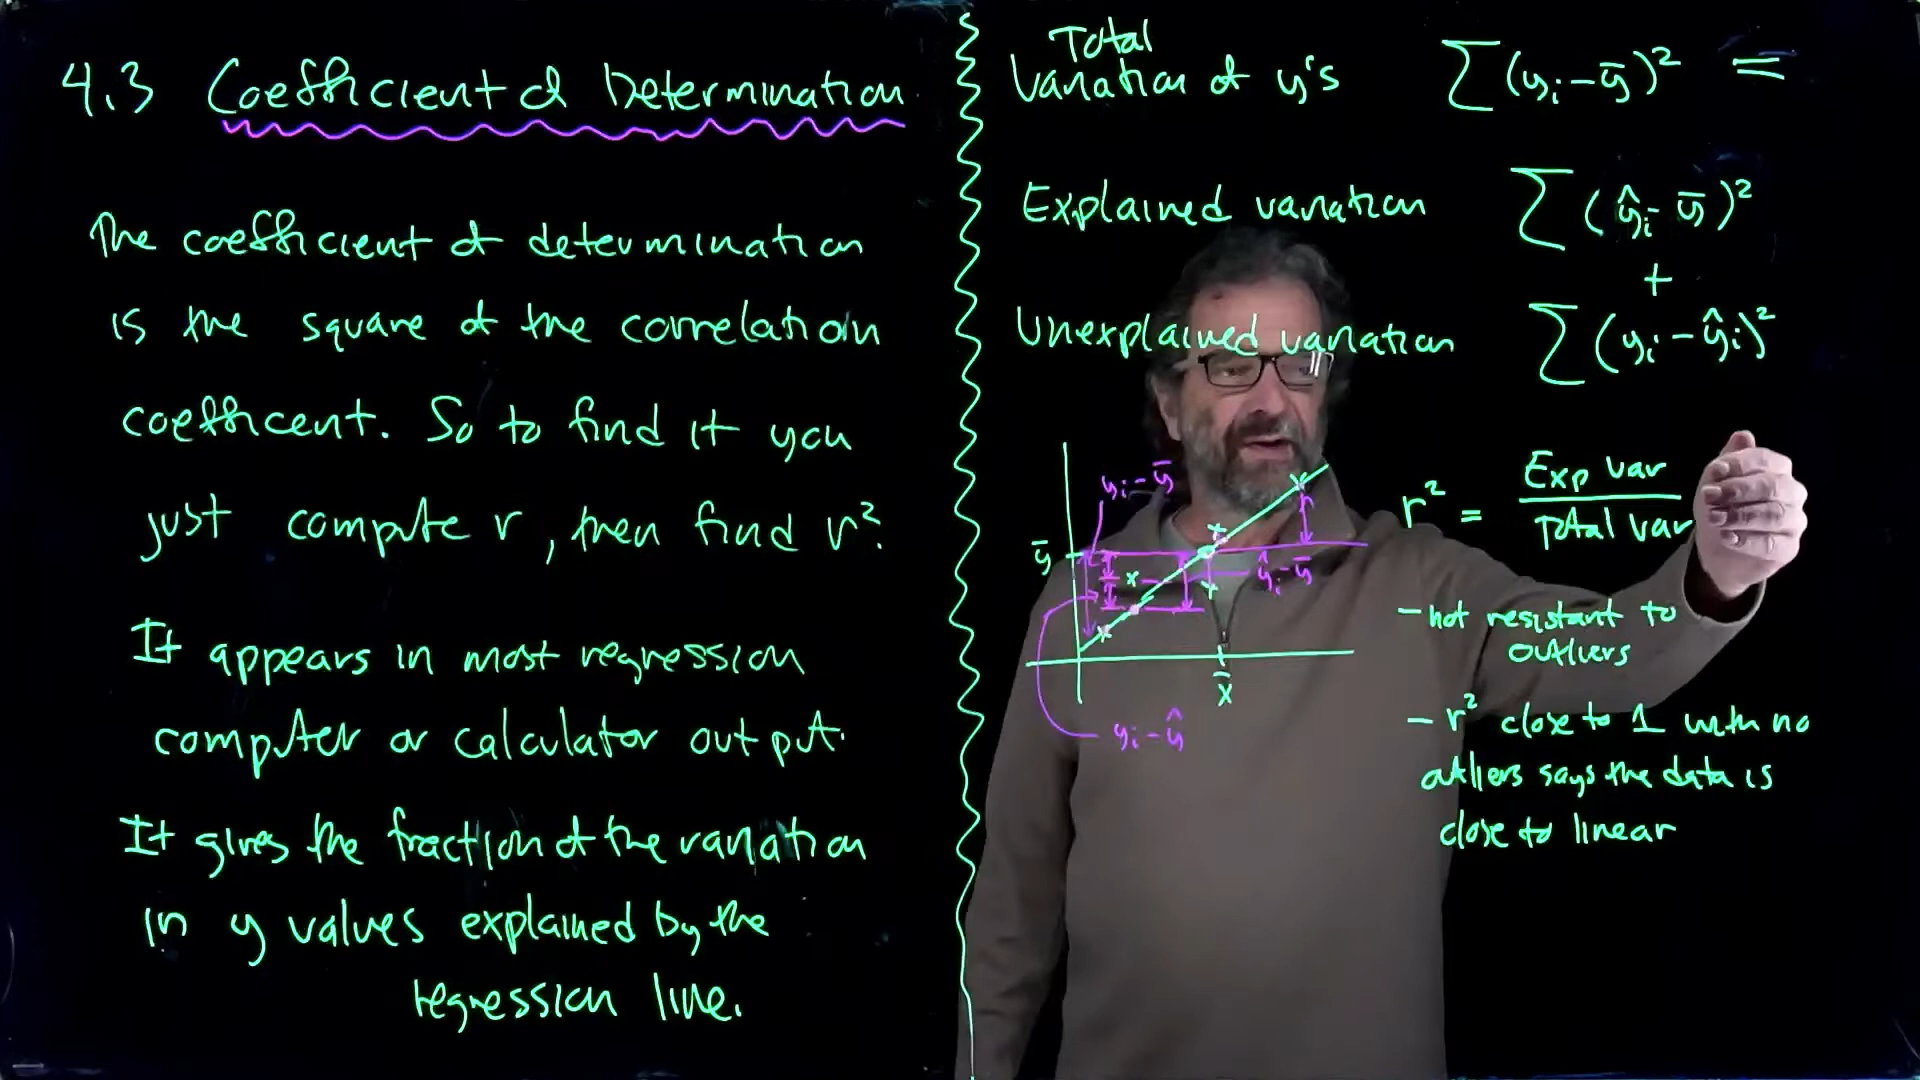 4.3 Coefficient of Determination
The coefficient of determination
is the square of the correlation
coefficent. So to find it you
just compute r, then find r².
It appears in most regression
computer or calculator output.
It gives the fraction of the variation
in y values explained by the
regression line.
Total
Variation of y's Σ(yᵢ-ȳ)² =
Explained variation Σ(ŷᵢ-ȳ)²
+
Unexplained variation Σ(yᵢ-ŷᵢ)²
yᵢ-ȳ
ȳ
ŷᵢ-ȳ
x̄
yᵢ-ŷ
r² = Exp var
Total var
- not resistant to
outliers
- r² close to 1 with no
outliers says the data is
close to linear